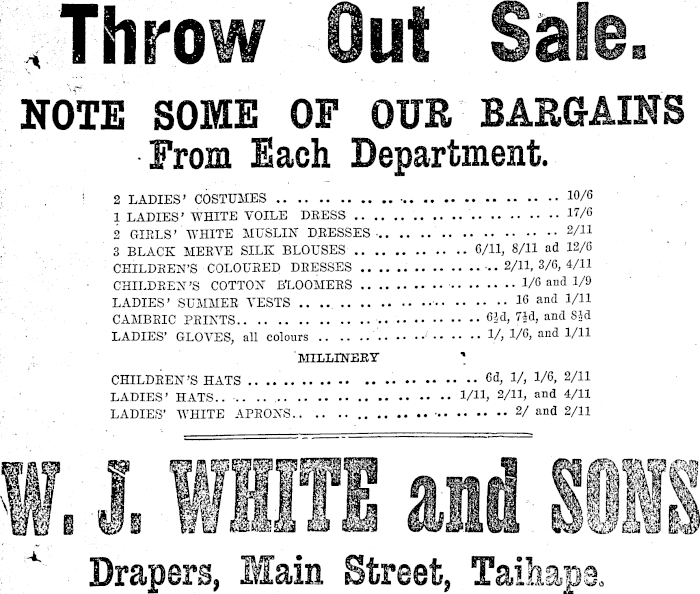 Throw Out Sale.
NOTE SOME OF OUR BARGAINS
From Each Department.
2 LADIES' COSTUMES .. .. .. .. .. .. .. .. .. .. .. .. .. .. .. .. 10/6
1 LADIES' WHITE VOILE DRESS .. .. .. .. .. .. .. .. .. .. .. .. 17/6
2 GIRLS' WHITE MUSLIN DRESSES .. .. .. .. .. .. .. .. .. .. 2/11
3 BLACK MERVE SILK BLOUSES .. .. .. .. .. .. 6/11, 8/11 ad 12/6
CHILDREN'S COLOURED DRESSES .. .. .. .. .. .. .. .. 2/11, 3/6, 4/11
CHILDREN'S COTTON BLOOMERS .. .. .. .. .. .. .. .. .. 1/6 and 1/9
LADIES' SUMMER VESTS .. .. .. .. .. .. .. .. .. .. .. .. 16 and 1/11
CAMBRIC PRINTS.. .. .. .. .. .. .. .. .. .. .. .. .. .. 6½d, 7½d, and 8½d
LADIES' GLOVES, all colours .. .. .. .. .. .. .. .. .. 1/, 1/6, and 1/11
MILLINERY
CHILDREN'S HATS .. .. .. .. .. .. .. .. .. .. .. .. .. 6d, 1/, 1/6, 2/11
LADIES' HATS.. .. .. .. .. .. .. .. .. .. .. .. .. 1/11, 2/11, and 4/11
LADIES' WHITE APRONS.. .. .. .. .. .. .. .. .. .. .. .. .. 2/ and 2/11
W. J. WHITE and SONS
Drapers, Main Street, Taihape.